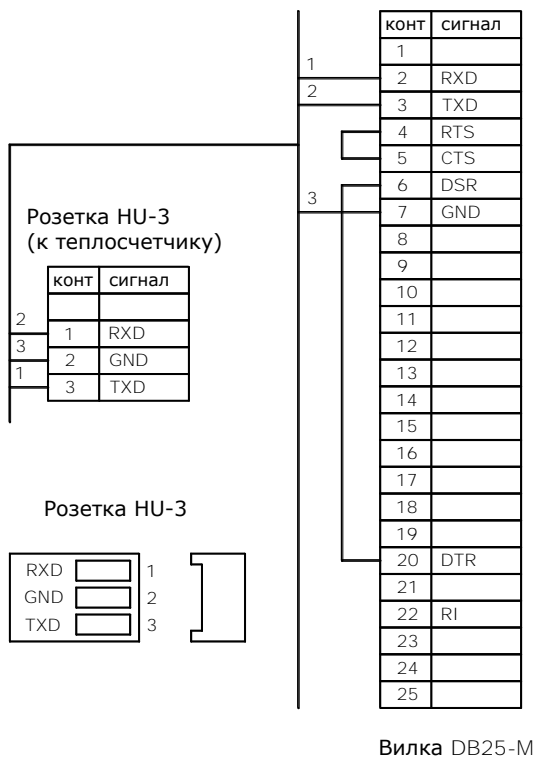 конт сигнал
1
2 RXD
3 TXD
4 RTS
5 CTS
6 DSR
7 GND
8
9
10
11
12
13
14
15
16
17
18
19
20 DTR
21
22 RI
23
24
25
Вилка DB25-M
1
2
3
Розетка HU-3
(к теплосчетчику)
конт сигнал
2
1 RXD
3
2 GND
1
3 TXD
Розетка HU-3
RXD 1
GND 2
TXD 3